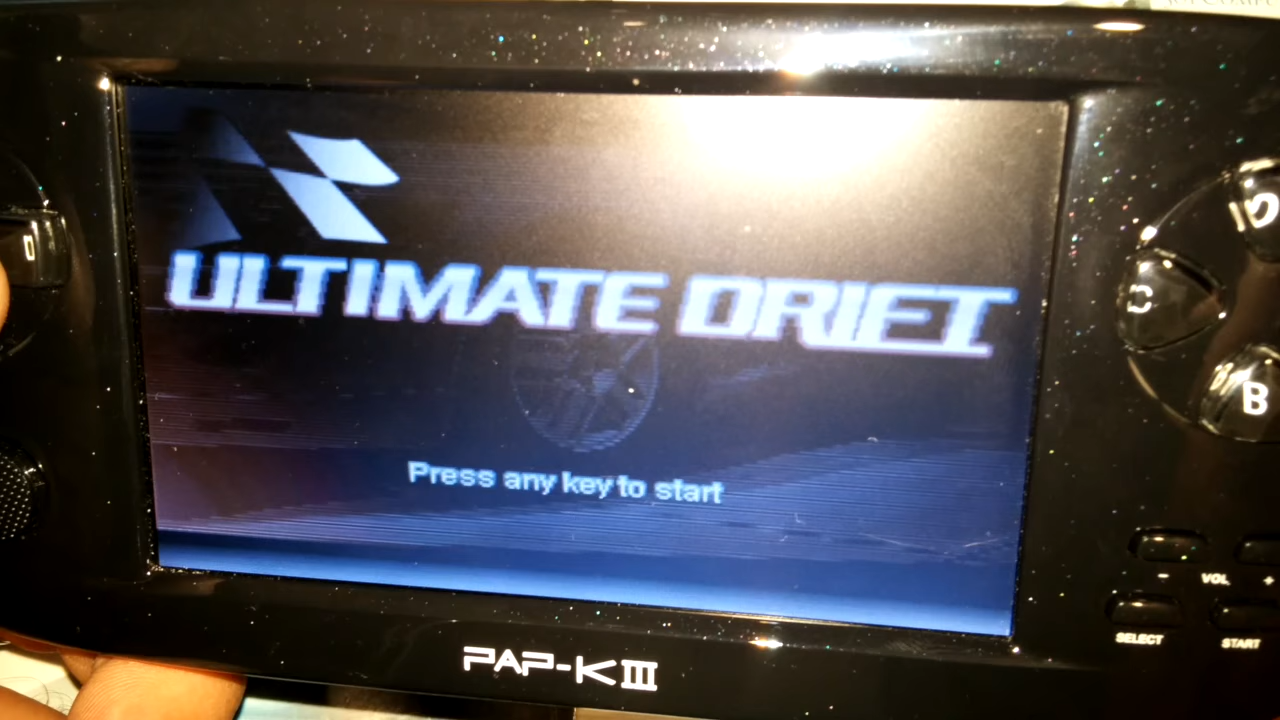 ULTIMATE DRIFT
Press any key to start
B
- VOL +
SELECT START
PAP-KIII